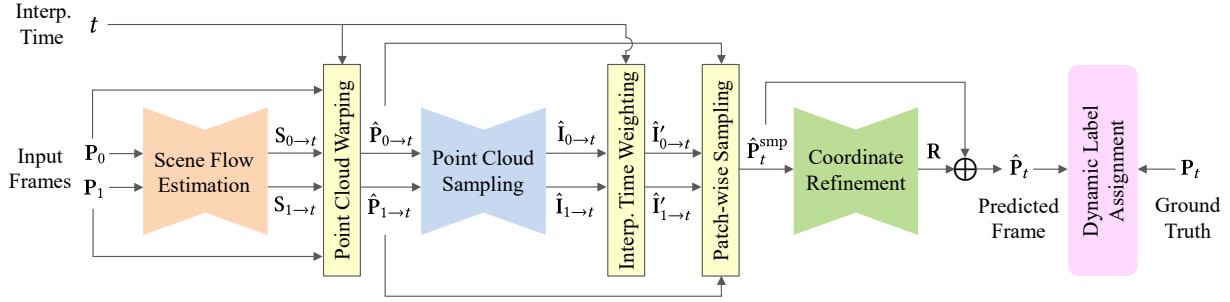 Interp.
Time
t
Input
Frames
P₀
P₁
Scene Flow
Estimation
S₀→t
S₁→t
Point Cloud Warping
P̂₀→t
P̂₁→t
Point Cloud
Sampling
Î₀→t
Î₁→t
Interp. Time Weighting
Î′₀→t
Î′₁→t
Patch-wise Sampling
P̂ₜˢᵐᵖ
Coordinate
Refinement
R
P̂ₜ
Predicted
Frame
Dynamic Label
Assignment
Pₜ
Ground
Truth